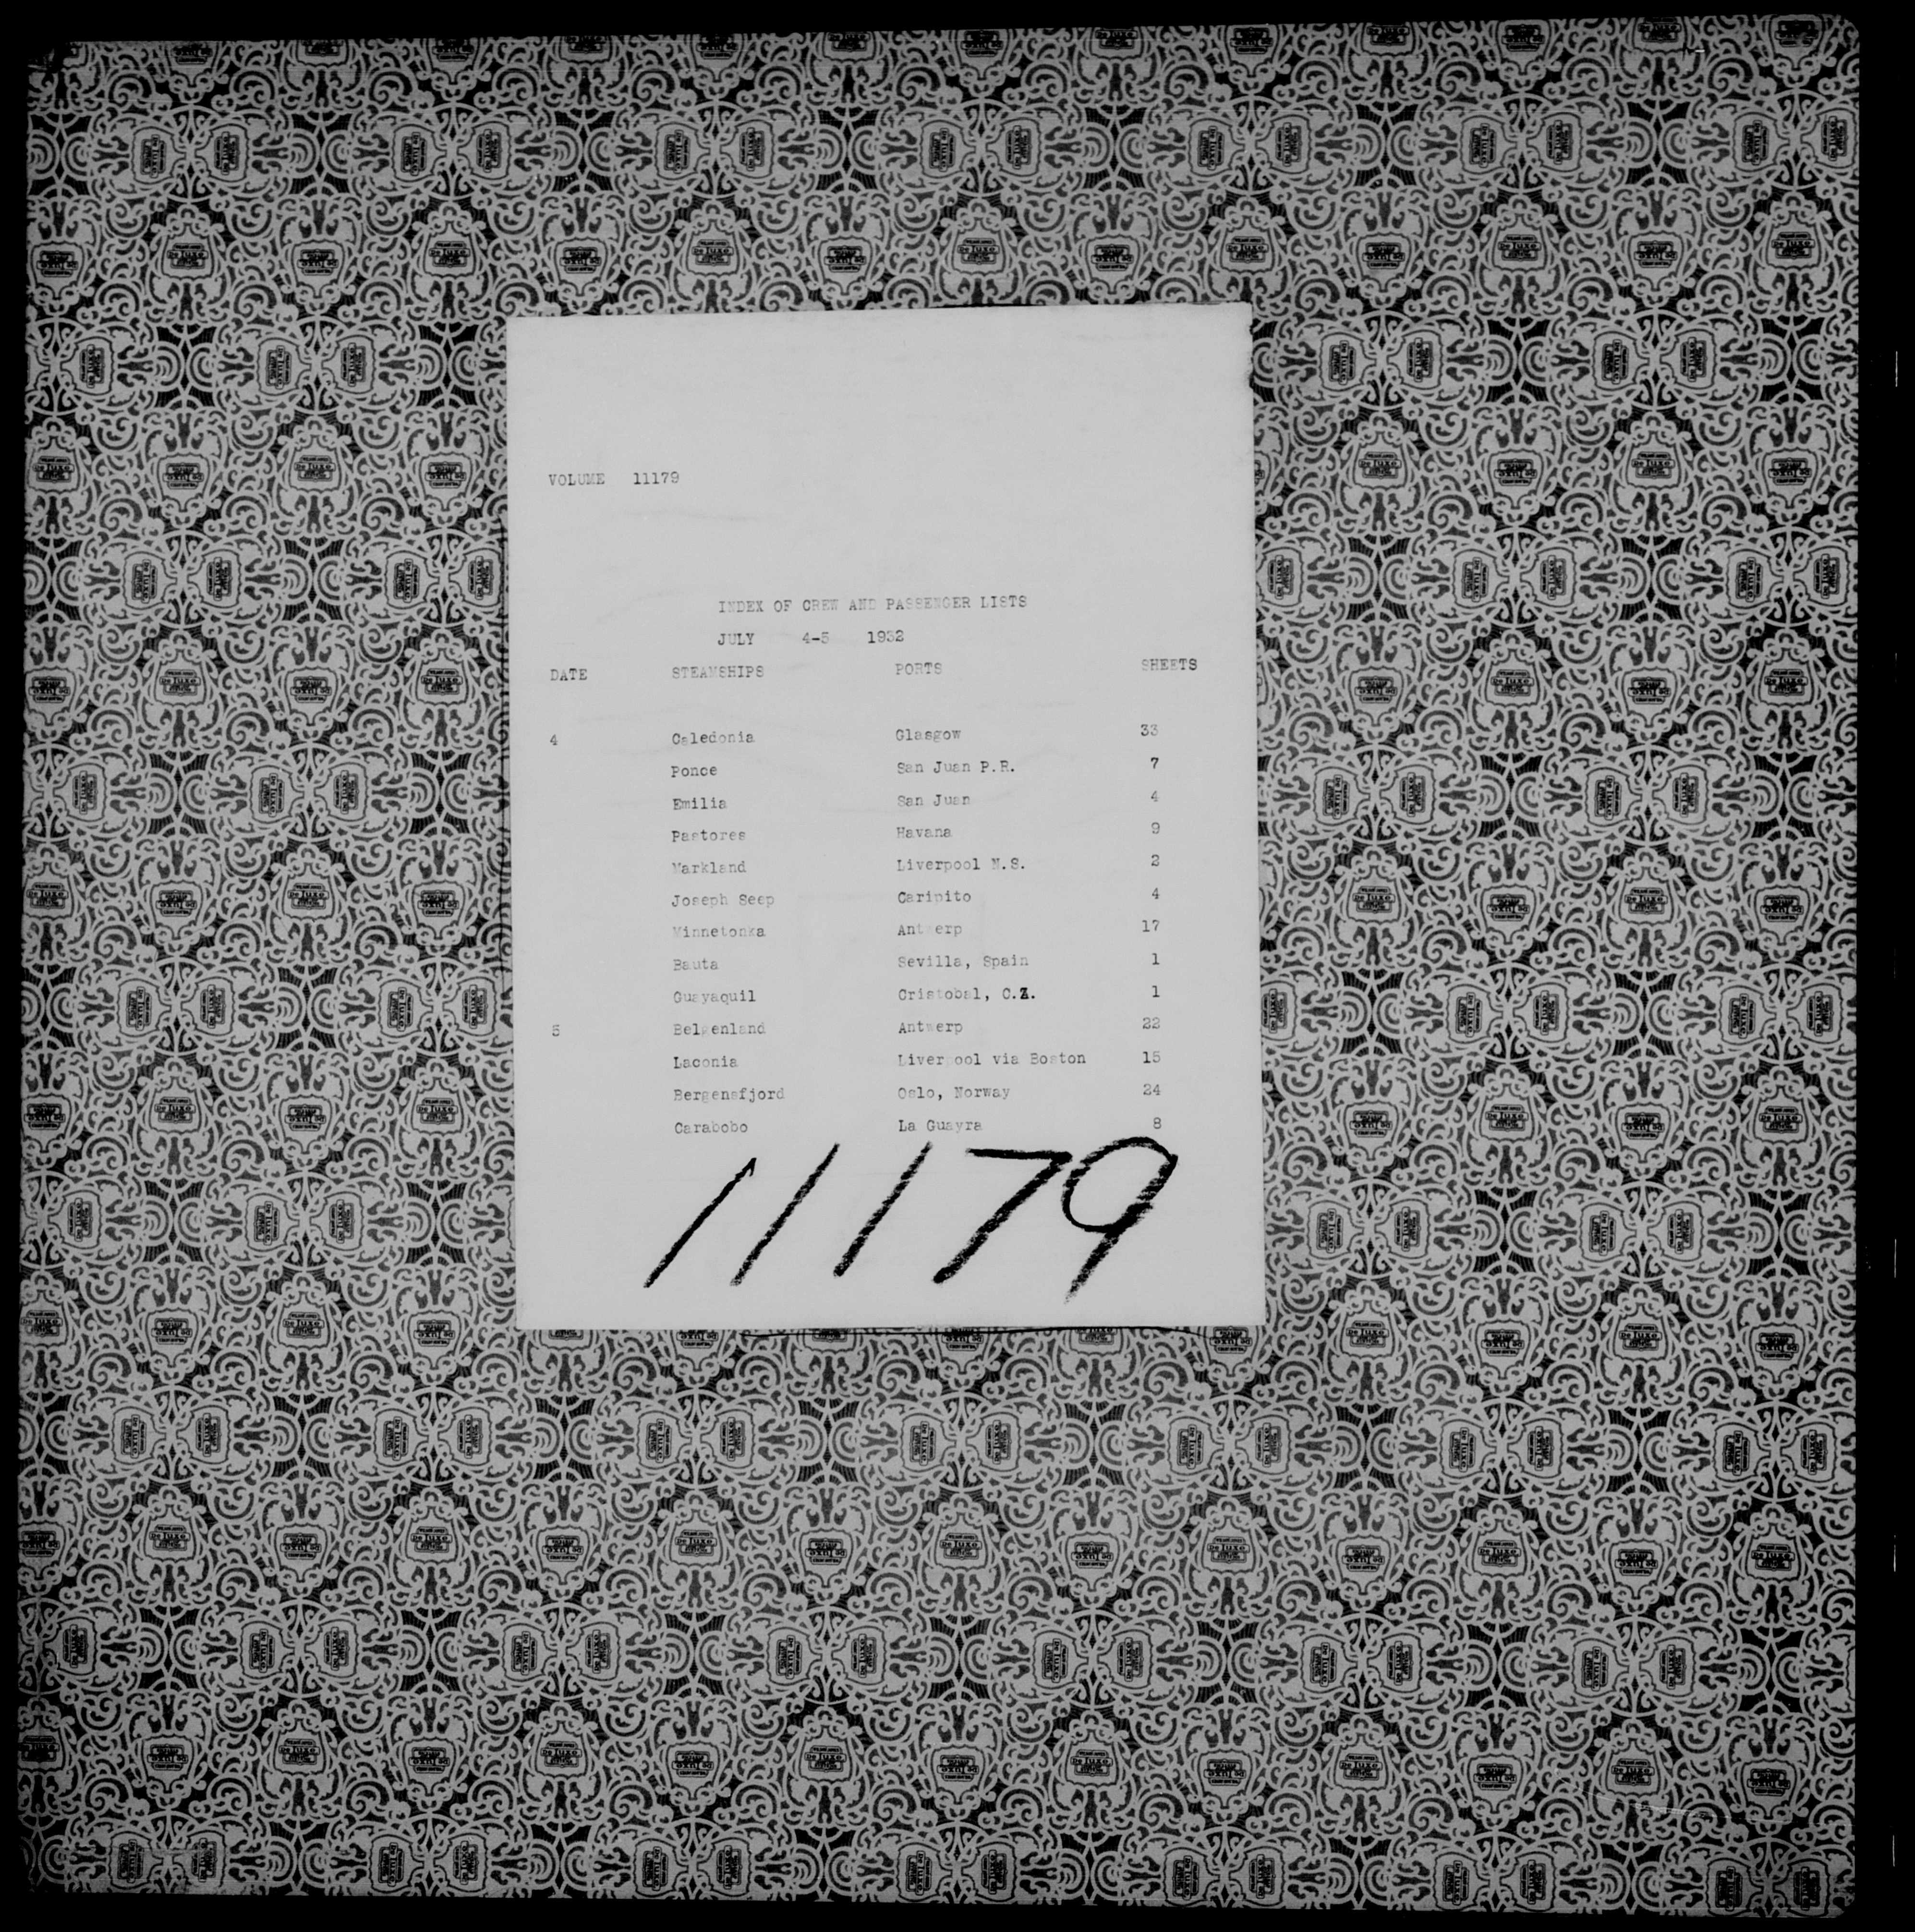 VOLUME 11179
INDEX OF CREW AND PASSENGER LISTS
JULY 4-5 1932
DATE STEAMSHIPS PORTS SHEETS
4 Caledonia Glasgow 33
Ponce San Juan P.R. 7
Emilia San Juan 4
Pastores Havana 9
Markland Liverpool N.S. 2
Joseph Seep Caripito 4
Minnetonka Antwerp 17
Bauta Sevilla, Spain 1
Guayaquil Cristobal, C.Z. 1
5 Belgenland Antwerp 22
Laconia Liverpool via Boston 15
Bergensfjord Oslo, Norway 24
Carabobo La Guayra 8
11179